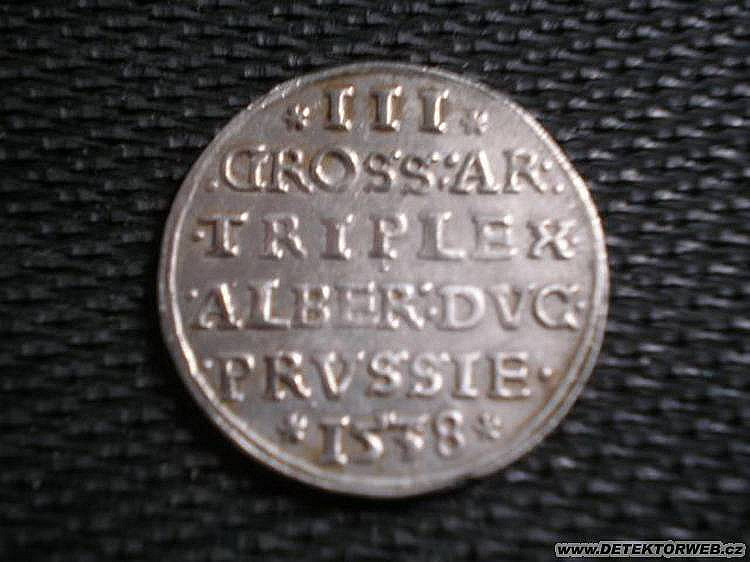 * III *
.GROSS:AR:
·TRIPLEX·
·ALBER:DVC·
·PRVSSIE·
*1538*
www.DETEKTORWEB.cz